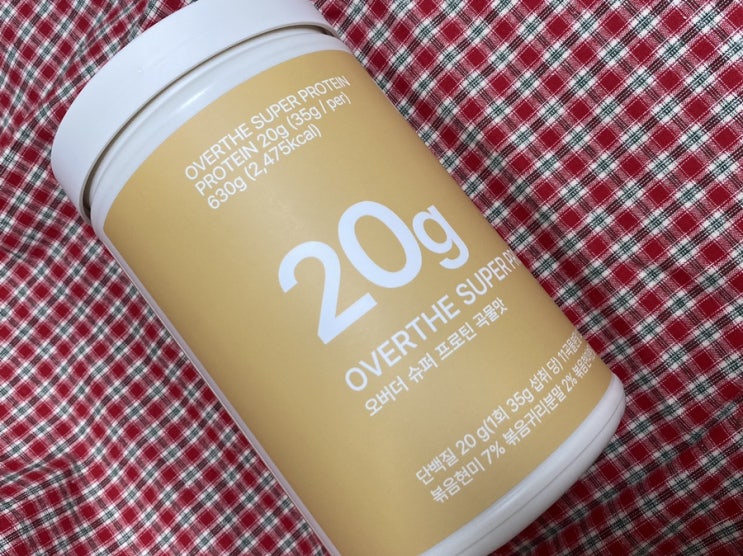 OVERTHE SUPER PROTEIN
PROTEIN 20g (35g / per)
630g (2,475kcal)
20g
OVERTHE SUPER
오버더 슈퍼 프로틴 곡물맛
단백질 20 g(1회 35g 섭취 당)
볶음현미 7% 볶음귀리분말 2%